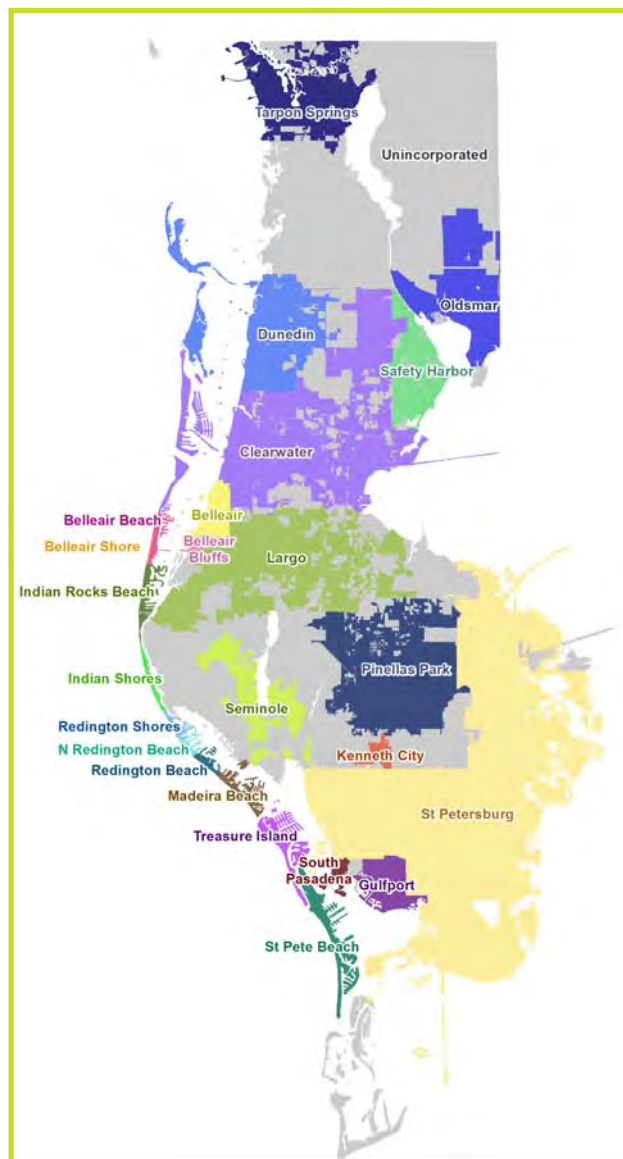 Tarpon Springs
Unincorporated
Oldsmar
Dunedin
Safety Harbor
Clearwater
Belleair Beach
Belleair
Belleair Shore
Belleair
Bluffs
Largo
Indian Rocks Beach
Pinellas Park
Indian Shores
Seminole
Redington Shores
N Redington Beach
Kenneth City
Redington Beach
Madeira Beach
St Petersburg
Treasure Island
South
Pasadena
Gulfport
St Pete Beach